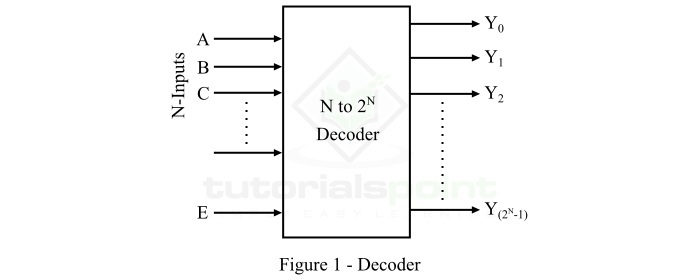 N-Inputs
A
B
C
E
N to 2^N
Decoder
Y_0
Y_1
Y_2
Y_(2^N-1)
tutorialspoint
Figure 1 - Decoder